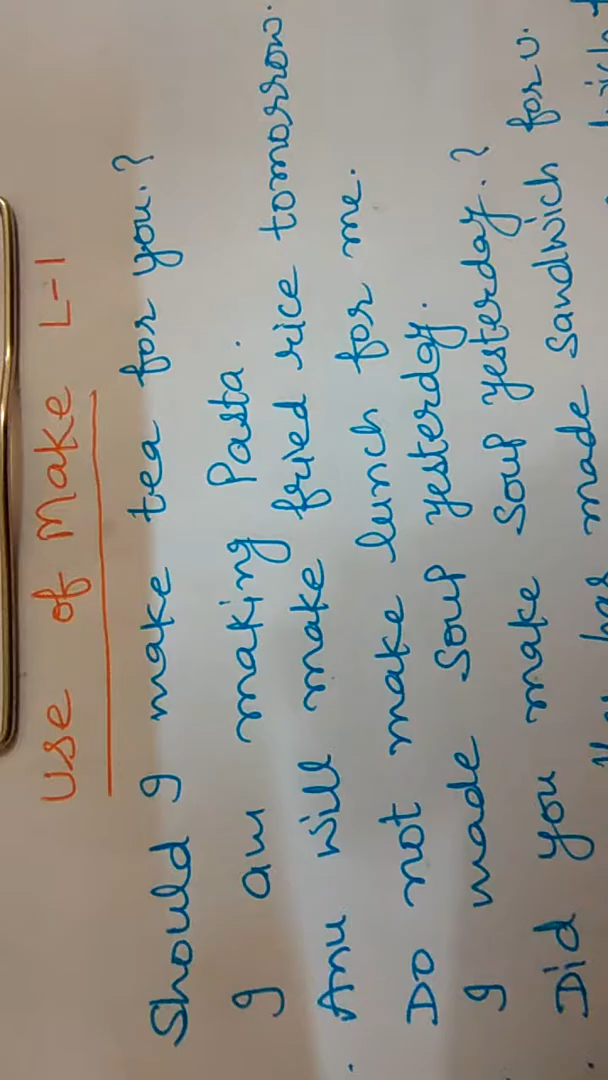 Use of Make L-1
Should I make tea for you.?
I am making Pasta.
. Anu will make fried rice tomorrow.
Do not make lunch for me.
I made Soup yesterday.
. Did you make Soup yesterday.?
has made Sandwich for u.